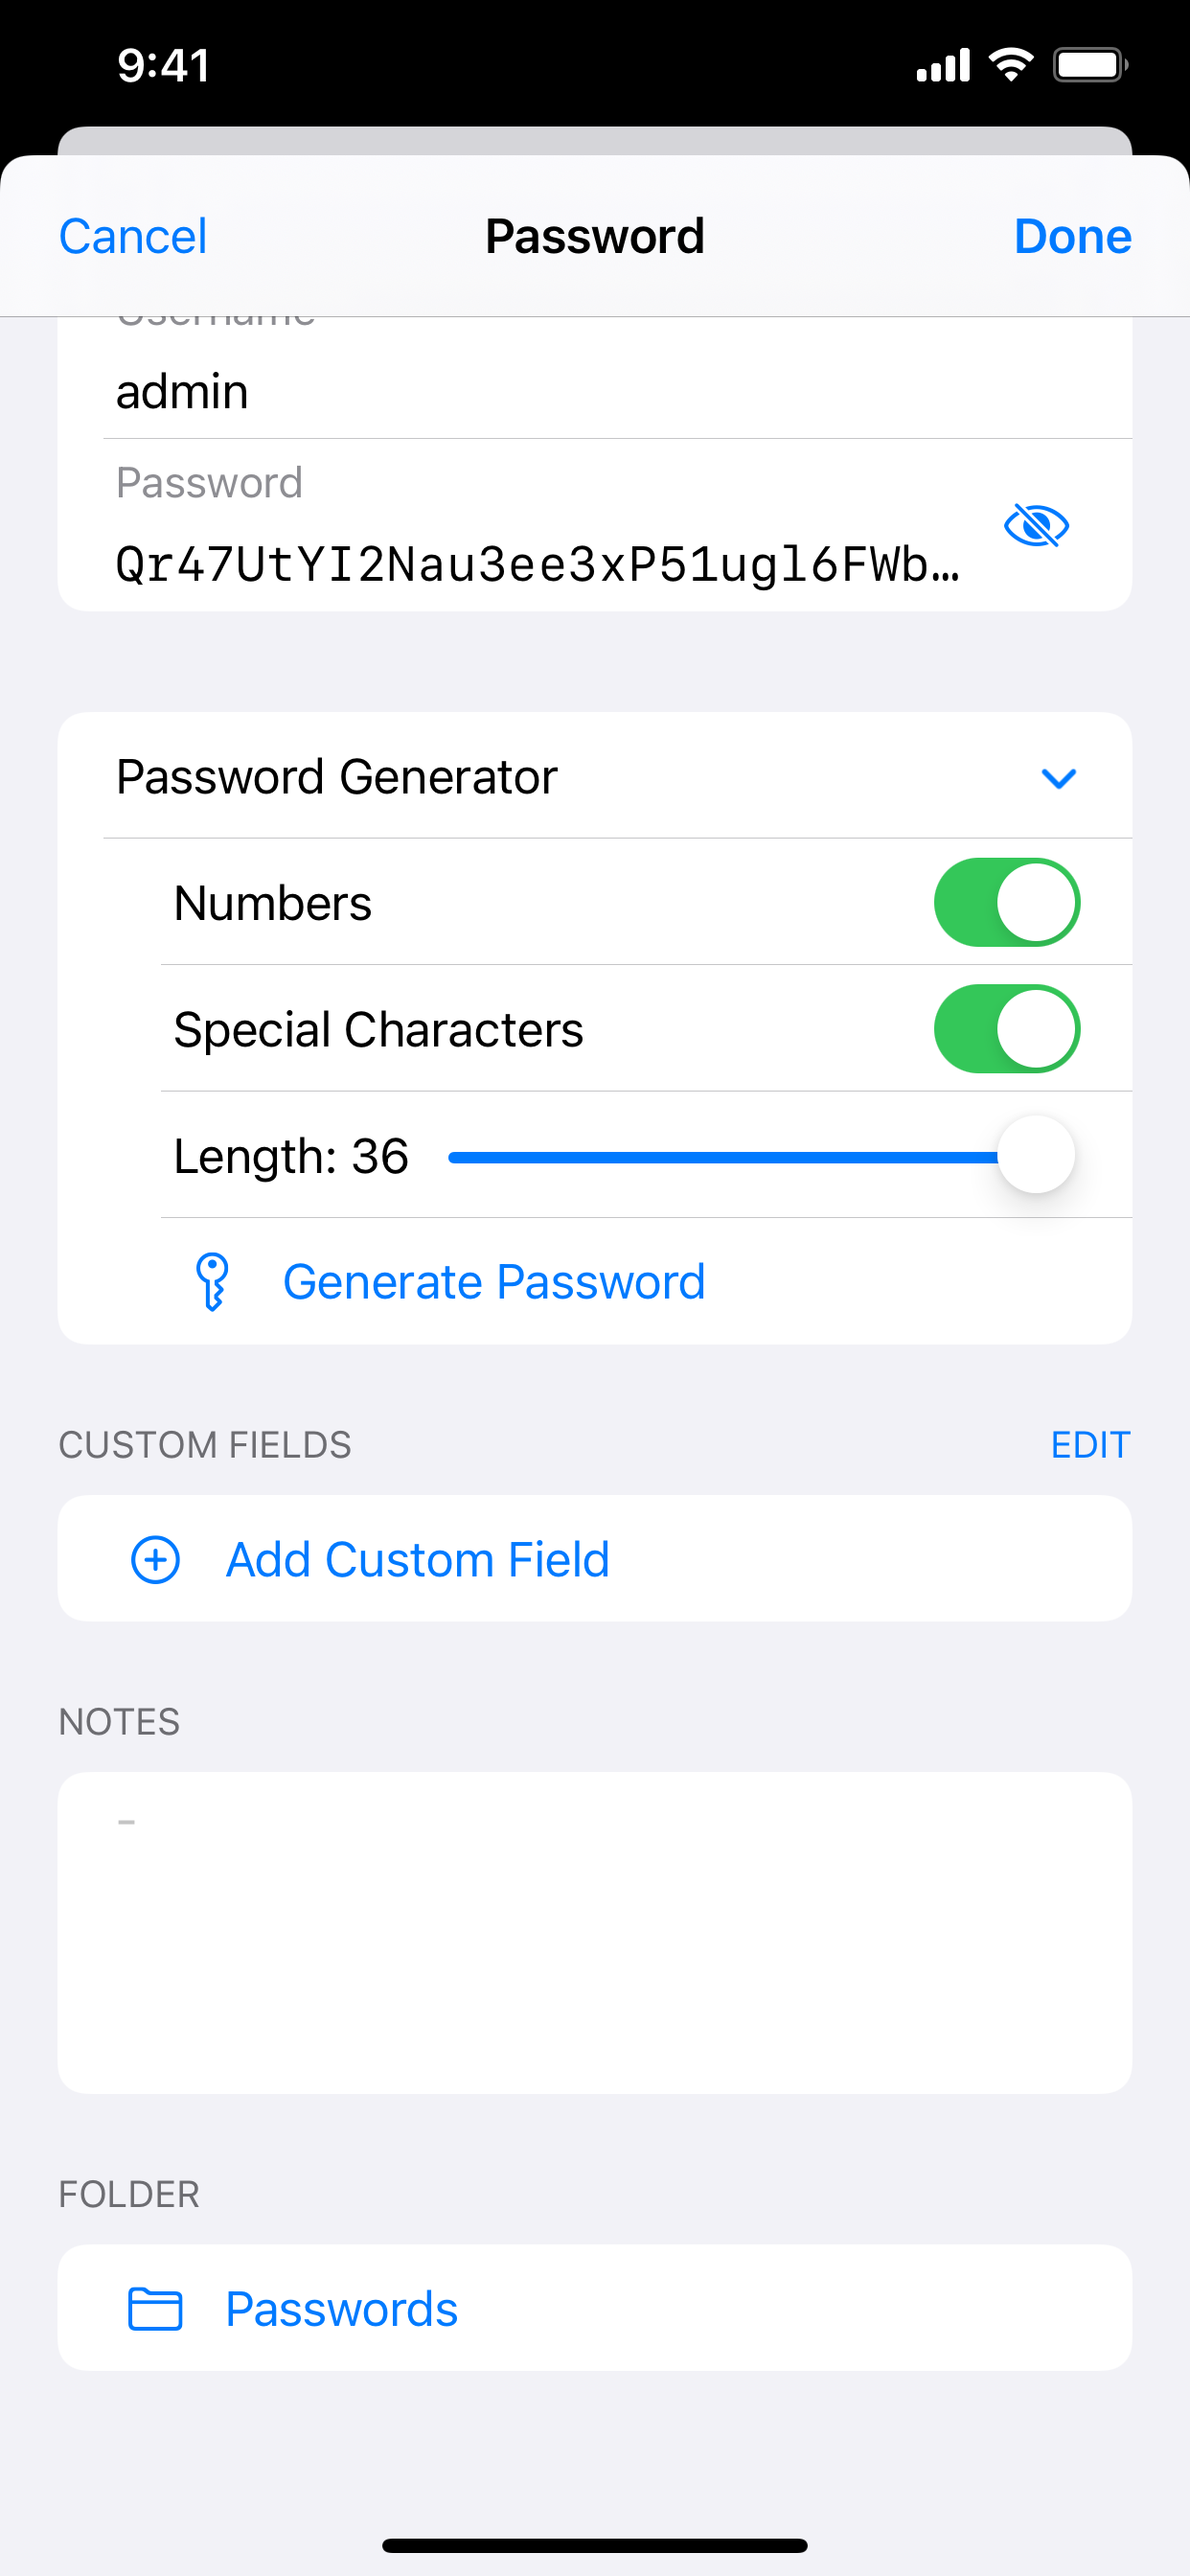 9:41
Cancel
Password
Done
Username
admin
Password
Qr47UtYI2Nau3ee3xP51ugl6FWb…
Password Generator
Numbers
Special Characters
Length: 36
Generate Password
CUSTOM FIELDS
EDIT
Add Custom Field
NOTES
-
FOLDER
Passwords